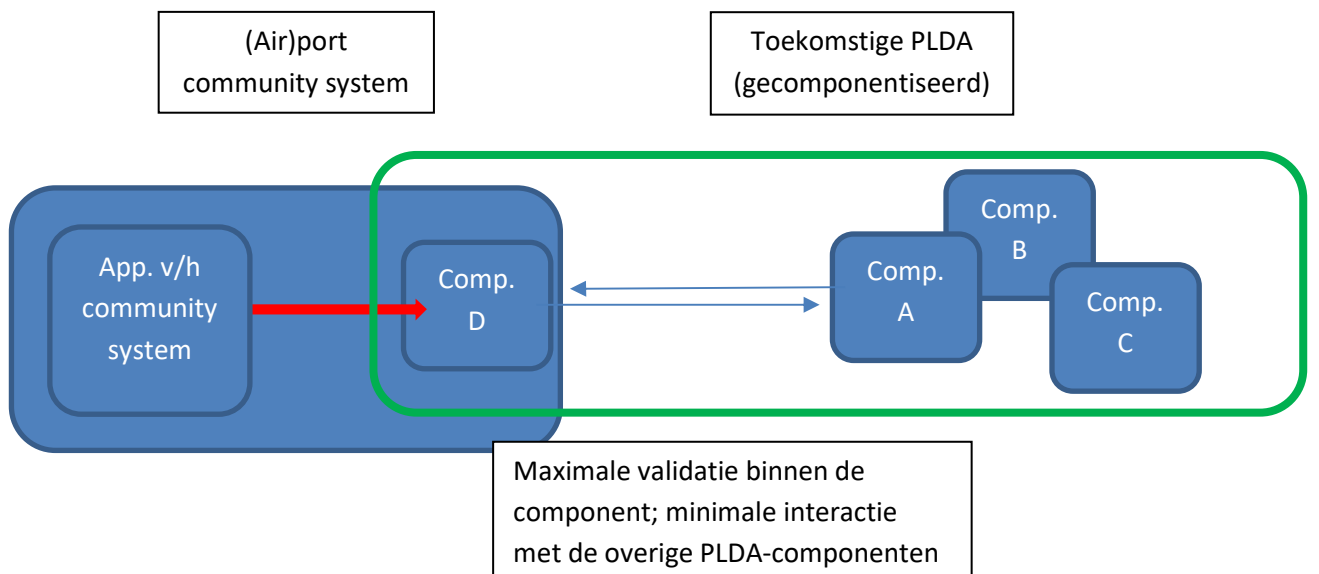 (Air)port
community system
Toekomstige PLDA
(gecomponentiseerd)
App. v/h
community
system
Comp.
D
Comp.
A
Comp.
B
Comp.
C
Maximale validatie binnen de
component; minimale interactie
met de overige PLDA-componenten